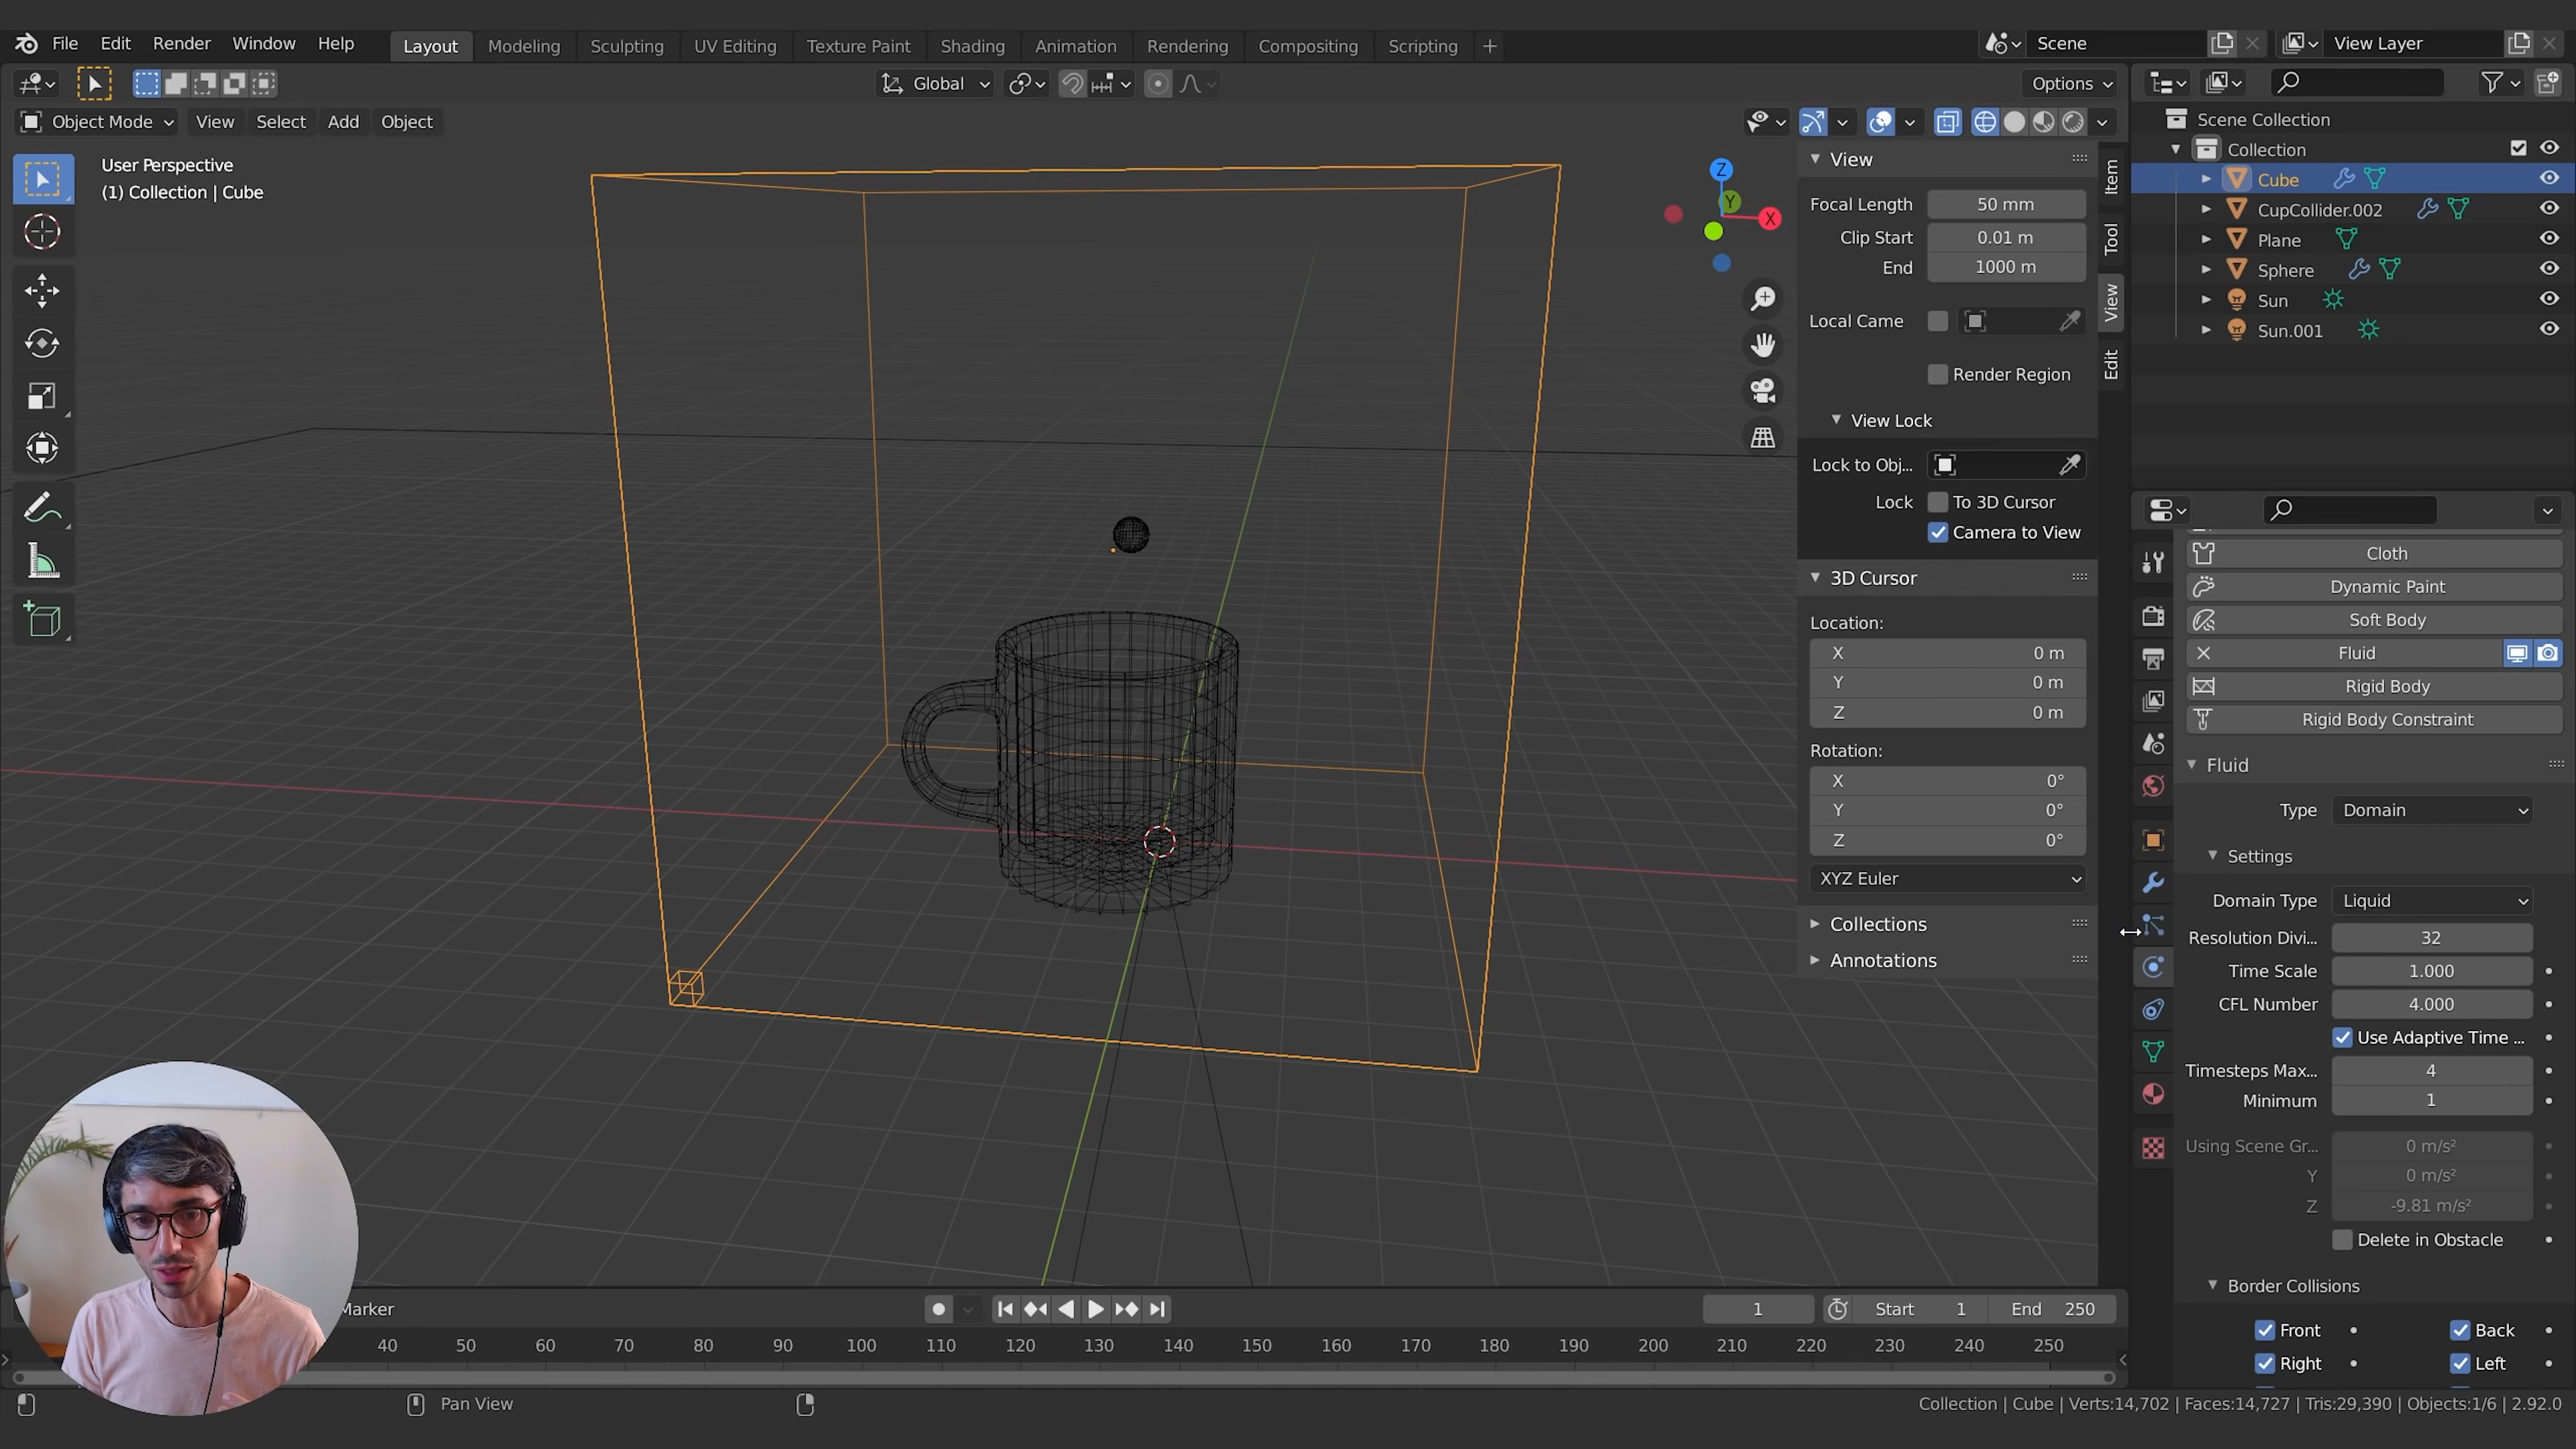 File Edit Render Window Help Layout Modeling Sculpting UV Editing Texture Paint Shading Animation Rendering Compositing Scripting + Scene View Layer
Global Options
Object Mode View Select Add Object
User Perspective
(1) Collection | Cube
Z
Y
X
View
Focal Length 50 mm
Clip Start 0.01 m
End 1000 m
Local Came
Render Region
View Lock
Lock to Obj...
Lock To 3D Cursor
Camera to View
3D Cursor
Location:
X 0 m
Y 0 m
Z 0 m
Rotation:
X 0°
Y 0°
Z 0°
XYZ Euler
Collections
Annotations
Item
Tool
View
Edit
Scene Collection
Collection
Cube
CupCollider.002
Plane
Sphere
Sun
Sun.001
Cloth
Dynamic Paint
Soft Body
Fluid
Rigid Body
Rigid Body Constraint
Fluid
Type Domain
Settings
Domain Type Liquid
Resolution Divi... 32
Time Scale 1.000
CFL Number 4.000
Use Adaptive Time ...
Timesteps Max... 4
Minimum 1
Using Scene Gr... 0 m/s²
Y 0 m/s²
Z -9.81 m/s²
Delete in Obstacle
Border Collisions
Front Back
Right Left
Marker 1 Start 1 End 250
40 50 60 70 80 90 100 110 120 130 140 150 160 170 180 190 200 210 220 230 240 250
Pan View
Collection | Cube | Verts:14,702 | Faces:14,727 | Tris:29,390 | Objects:1/6 | 2.92.0